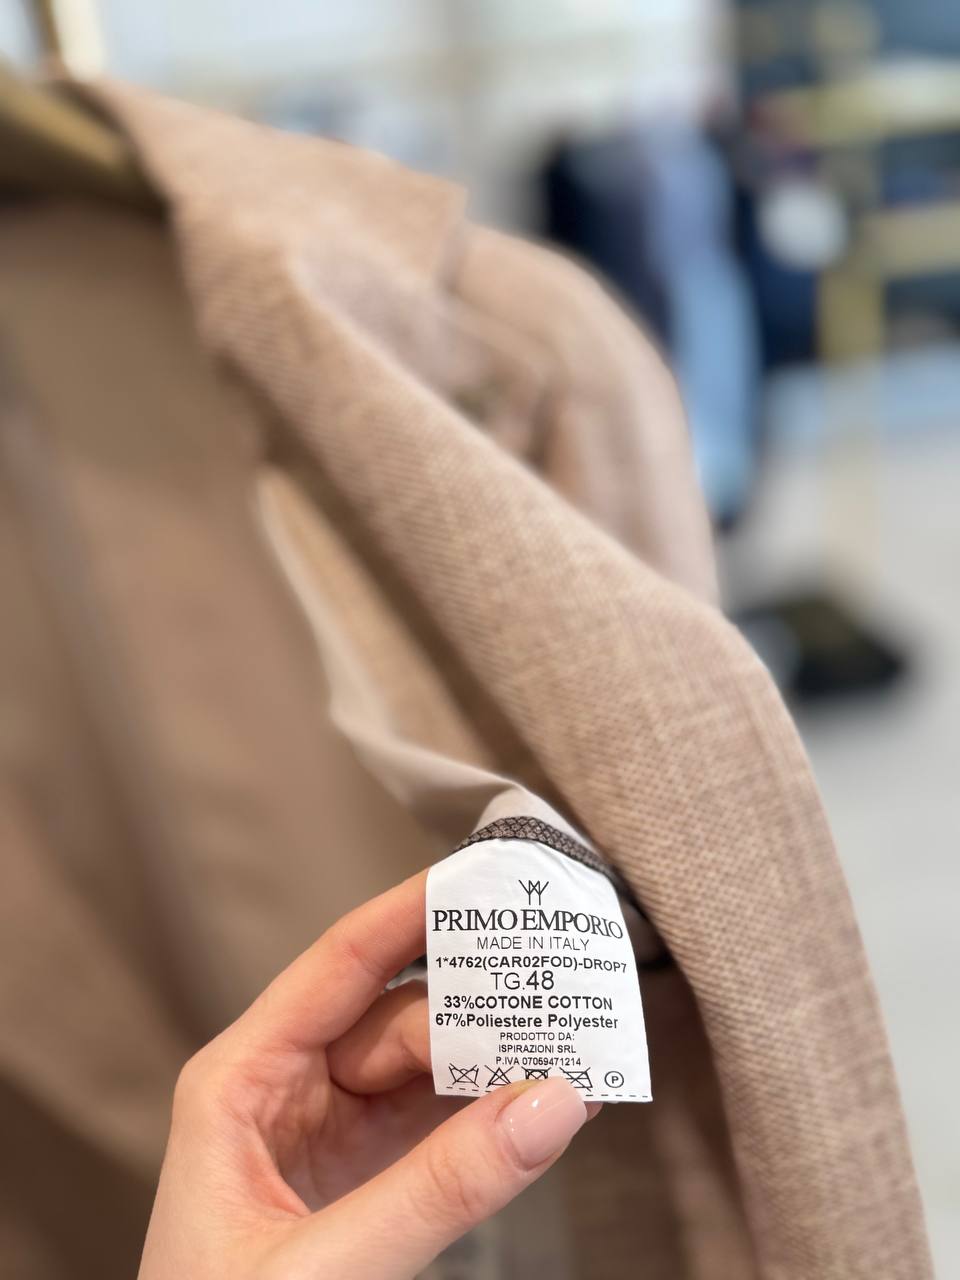 PRIMO EMPORIO
MADE IN ITALY
1*4762(CAR02FOD)-DROP7
TG.48
33%COTONE COTTON
67%Poliestere Polyester
PRODOTTO DA:
ISPIRAZIONI SRL
P.IVA 07069471214
P